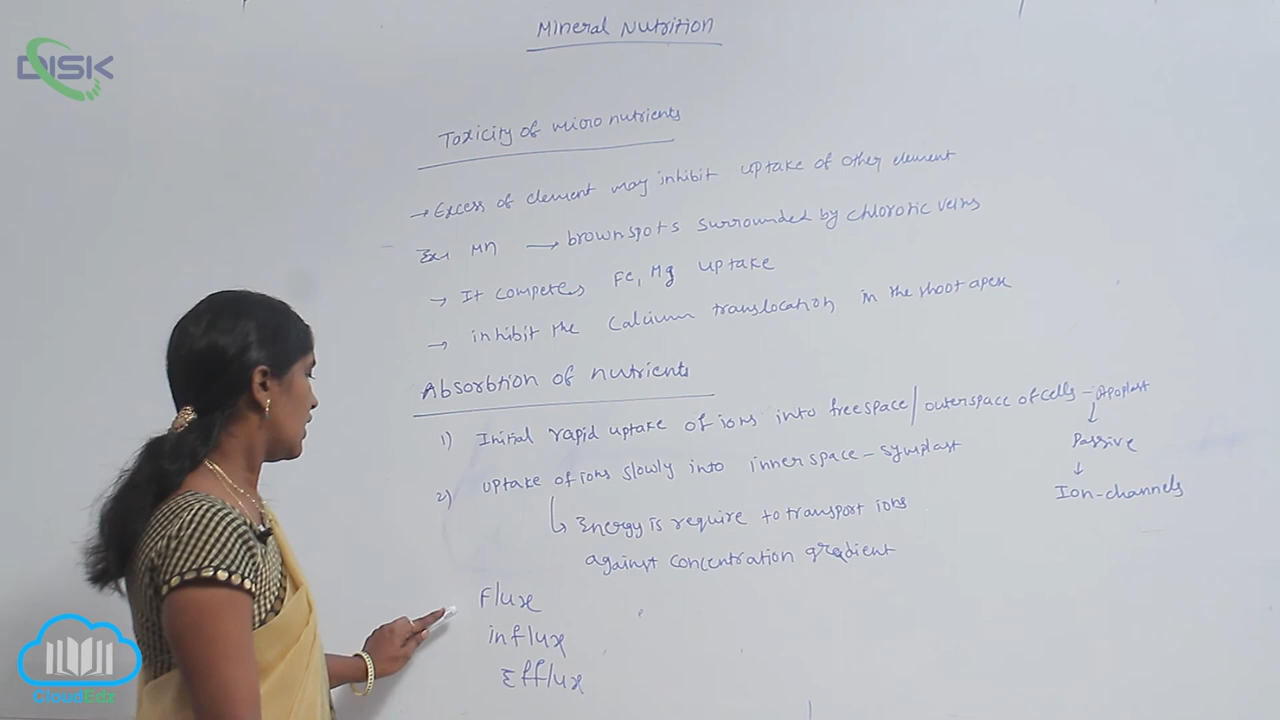 Mineral Nutrition
DISK
Toxicity of micro nutrients
→ Excess of element may inhibit uptake of other element
Ex: Mn → brown spots surrounded by chlorotic veins
→ It competes Fe, Mg uptake
→ inhibit the Calcium translocation in the shoot apex
Absorbtion of nutrients
1) Initial rapid uptake of ions into free space/outer space of cells - Apoplast
↓
Passive
↓
Ion-channels
2) uptake of ions slowly into inner space - symplast
↳ Energy is require to transport ions
against concentration gradient
Flux
influx
Efflux
CloudEdz